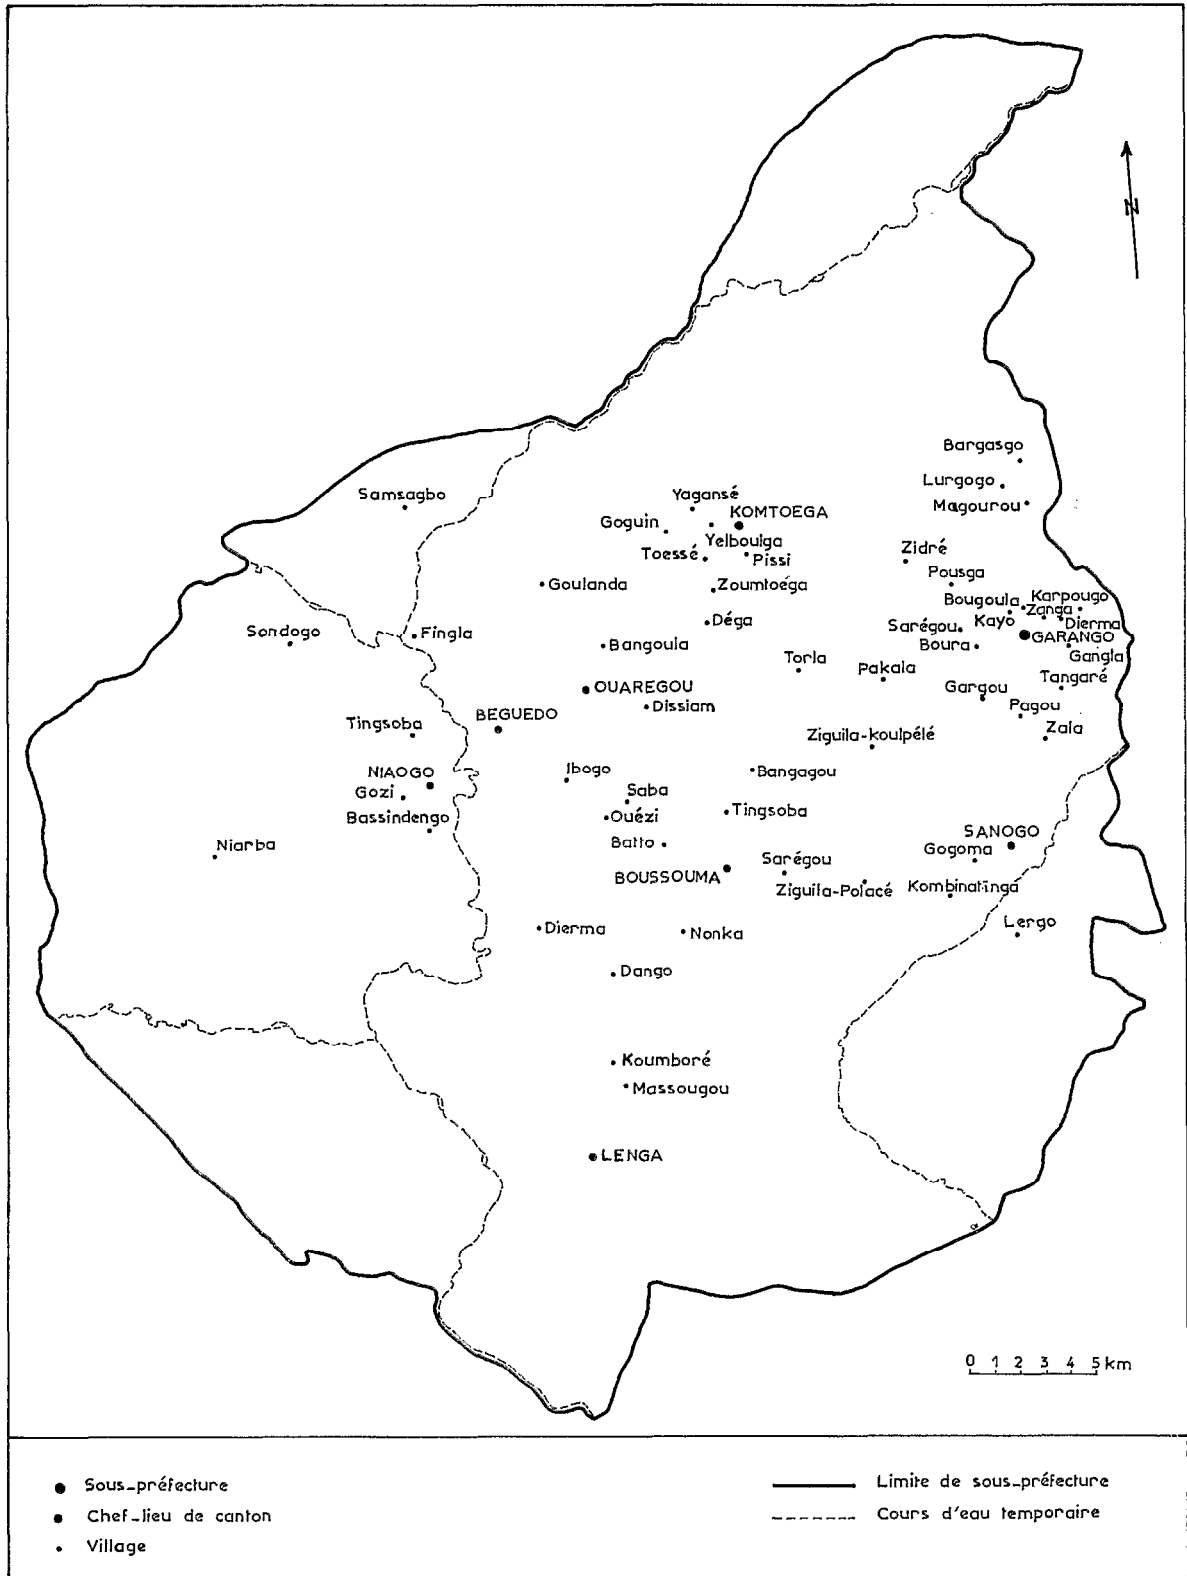 N
Bargasgo
Lurgogo
Magourou
Samsagbo
Yagansé
KOMTOEGA
Goguin
Yelbouiga
Toessé
Pissi
Zidré
Pousga
Goulanda
Zoumtoéga
Bougoula
Karpougo
Zanga
Kayo
Dierma
Déga
Sarégou
GARANGO
Sondogo
Fingla
Bangoula
Boura
Gangla
Torla
Pakala
Tangaré
OUAREGOU
Gargou
Dissiam
Pagou
BEGUEDO
Tingsoba
Zala
Ziguila-koulpélé
NIAOGO
Ibogo
Bangagou
Gozi
Saba
Bassindengo
Ouézi
Tingsoba
SANOGO
Niarba
Batto
Sarégou
Gogoma
BOUSSOUMA
Ziguila-Polacé
Kombinatinga
Dierma
Nonka
Lergo
Dango
Koumboré
Massougou
LENGA
0 1 2 3 4 5 km
Sous-préfecture
Chef-lieu de canton
Village
Limite de sous-préfecture
Cours d'eau temporaire